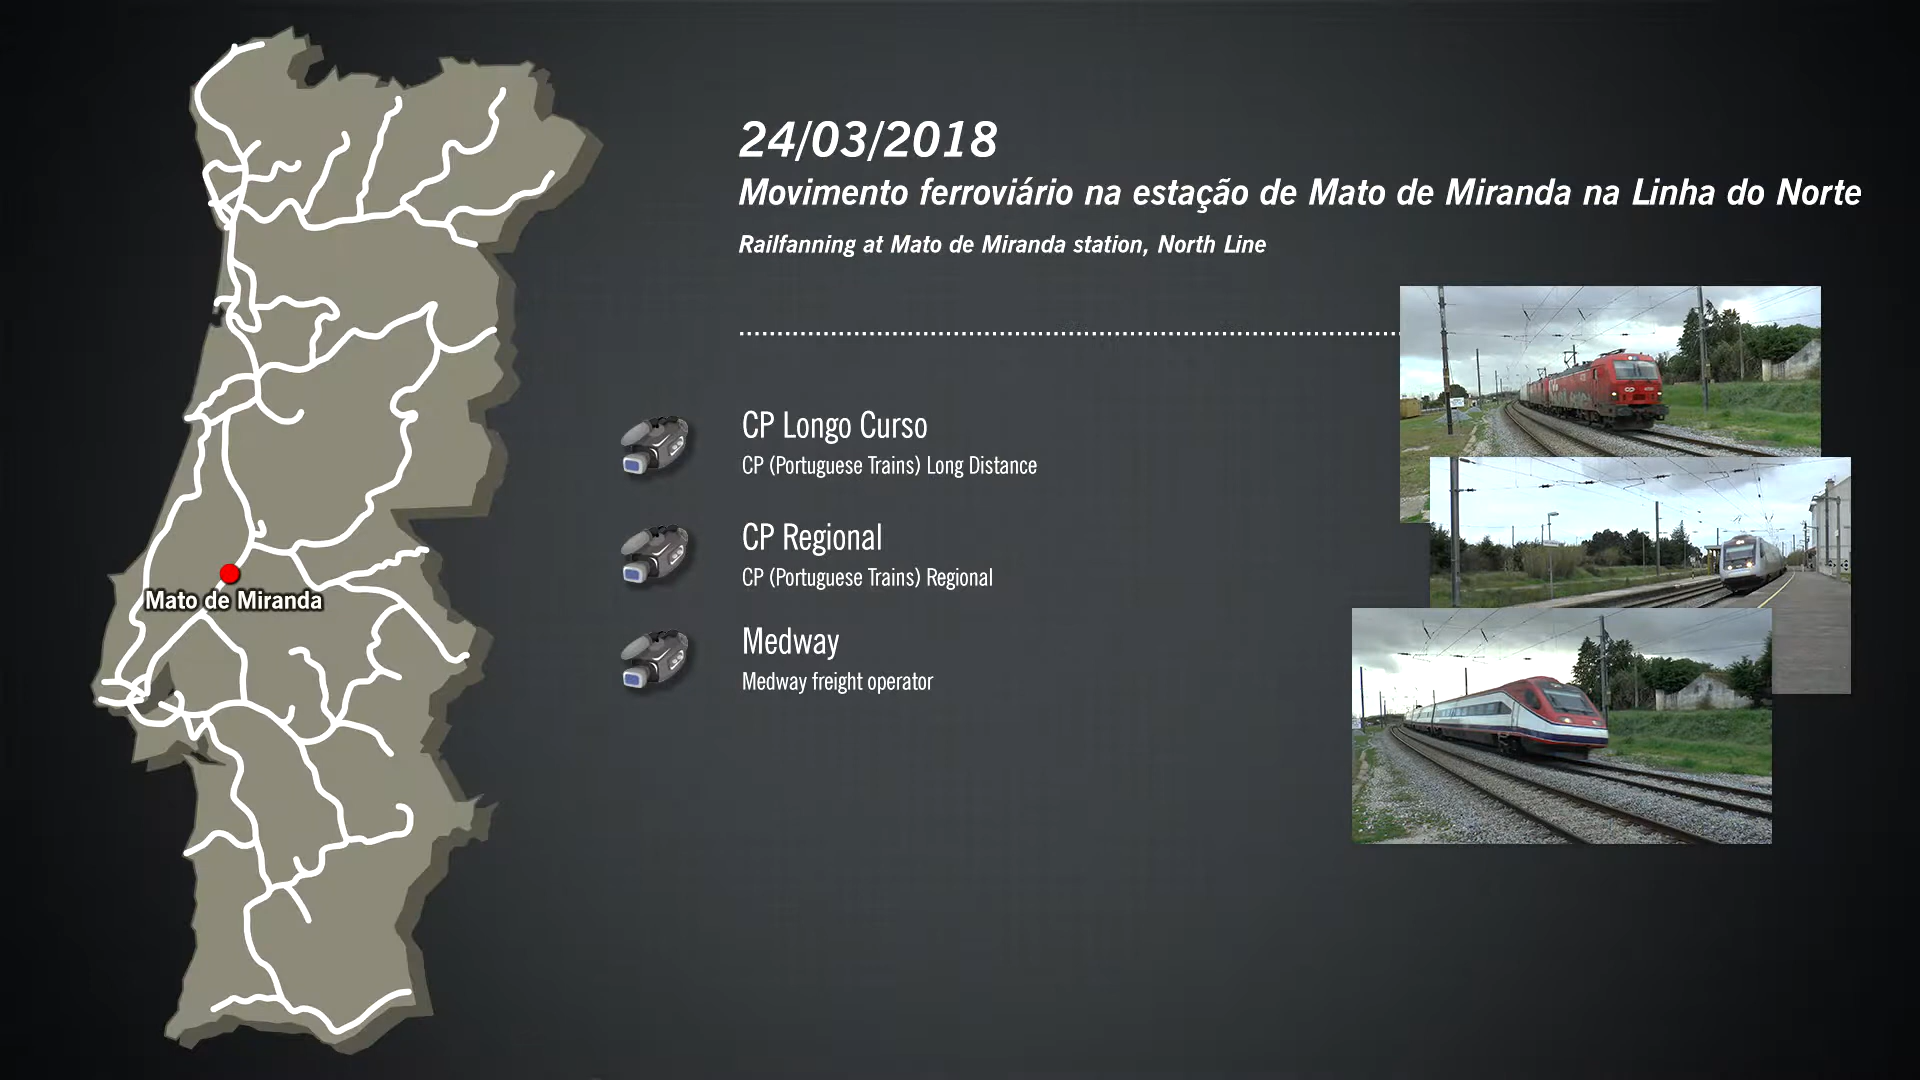 24/03/2018
Movimento ferroviário na estação de Mato de Miranda na Linha do Norte
Railfanning at Mato de Miranda station, North Line
CP Longo Curso
CP (Portuguese Trains) Long Distance
CP Regional
CP (Portuguese Trains) Regional
Mato de Miranda
Medway
Medway freight operator